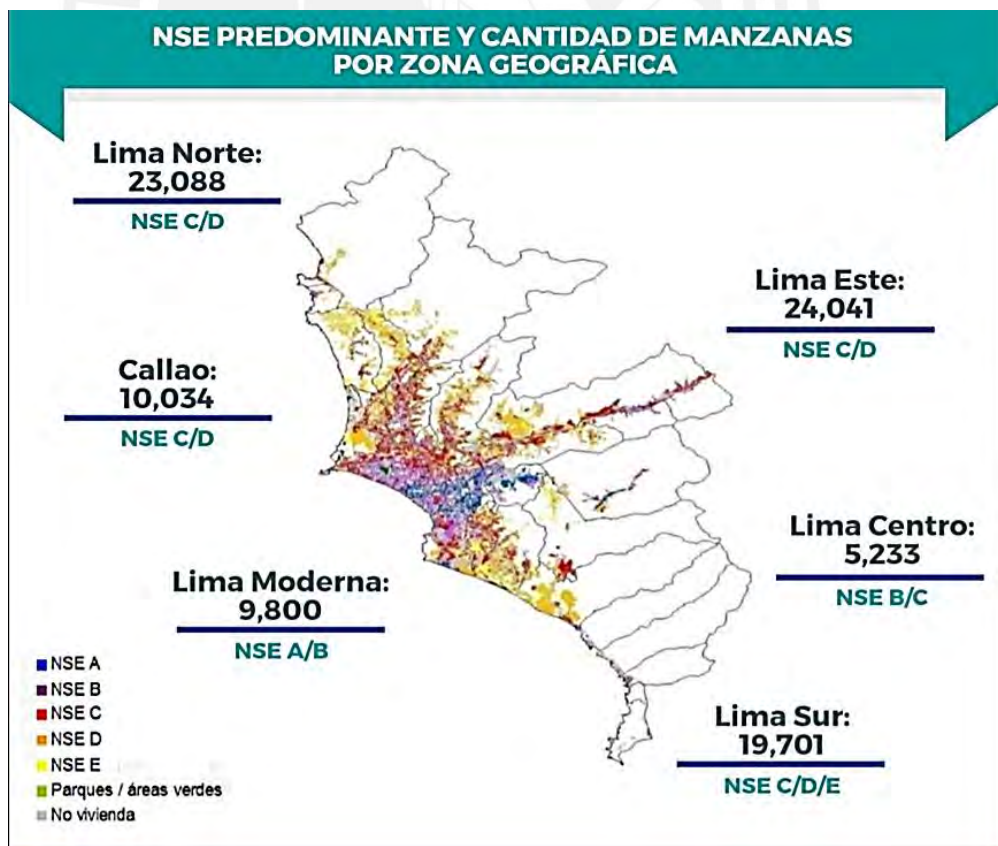 NSE PREDOMINANTE Y CANTIDAD DE MANZANAS
POR ZONA GEOGRÁFICA
Lima Norte:
23,088
NSE C/D
Lima Este:
24,041
NSE C/D
Callao:
10,034
NSE C/D
Lima Centro:
5,233
NSE B/C
Lima Moderna:
9,800
NSE A/B
Lima Sur:
19,701
NSE C/D/E
NSE A
NSE B
NSE C
NSE D
NSE E
Parques / áreas verdes
No vivienda